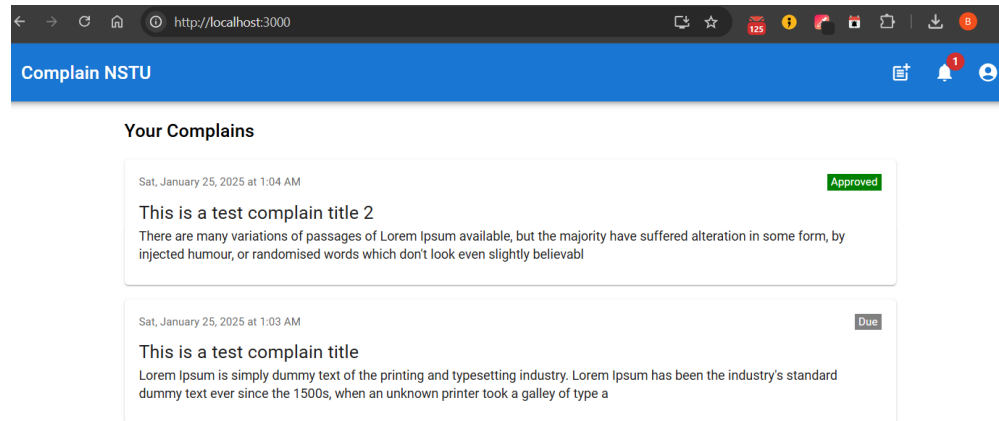 http://localhost:3000
125
B
Complain NSTU
1
Your Complains
Sat, January 25, 2025 at 1:04 AM
Approved
This is a test complain title 2
There are many variations of passages of Lorem Ipsum available, but the majority have suffered alteration in some form, by
injected humour, or randomised words which don't look even slightly believabl
Sat, January 25, 2025 at 1:03 AM
Due
This is a test complain title
Lorem Ipsum is simply dummy text of the printing and typesetting industry. Lorem Ipsum has been the industry's standard
dummy text ever since the 1500s, when an unknown printer took a galley of type a